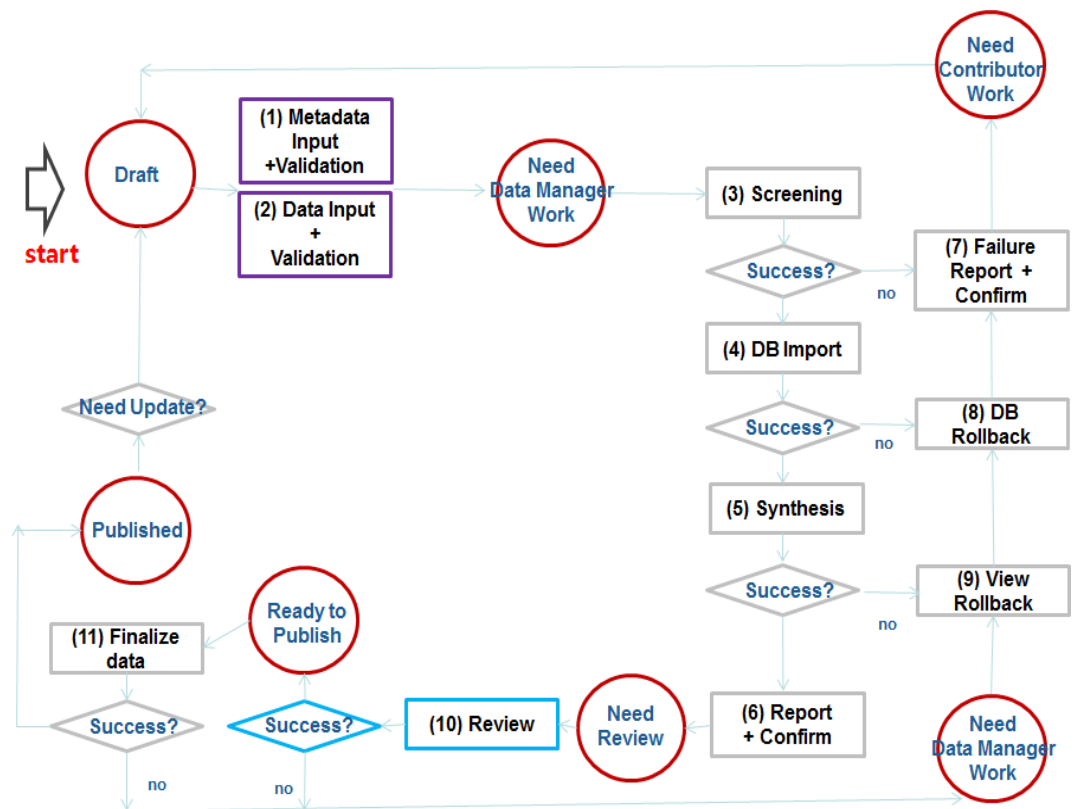 Need
Contributor
Work
(1) Metadata
Input
+Validation
Draft
Need
Data Manager
Work
(3) Screening
(2) Data Input
+
Validation
start
(7) Failure
Report +
Confirm
Success?
no
(4) DB Import
Need Update?
(8) DB
Rollback
Success?
no
Published
(5) Synthesis
(9) View
Rollback
Success?
no
Ready to
Publish
(11) Finalize
data
Need
Review
(6) Report
+ Confirm
Need
Data Manager
Work
Success?
Success?
(10) Review
no
no